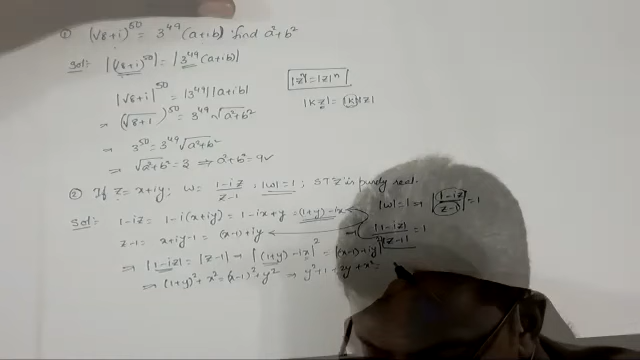 ① (√8+i)^50 = 3^49 (a+ib) find a²+b²
Sol: |(√8+i)^50| = |3^49 (a+ib)|
|√8+i|^50 = |3^49| |a+ib|
|zⁿ| = |z|ⁿ
⇒ (√8+1)^50 = 3^49 √a²+b²
|kz| = |k||z|
⇒ 3^50 = 3^49 √a²+b²
⇒ √a²+b² = 3 ⇒ a²+b² = 9 ✓
② If z = x+iy; w = 1-iz/z-i; |w|=1; ST z is purely real.
Sol: 1-iz = 1-i(x+iy) = 1-ix+y = (1+y)-ix
|w|=1 ⇒ |1-iz/z-i| = 1
z-1 = x+iy-1 = (x-1)+iy
⇒ |1-iz|/|z-1| = 1
⇒ |1-iz| = |z-1| ⇒ |(1+y)-ix|² = |(x-1)+iy|²
⇒ (1+y)²+x² = (x-1)²+y² ⇒ y²+1+2y+x² =